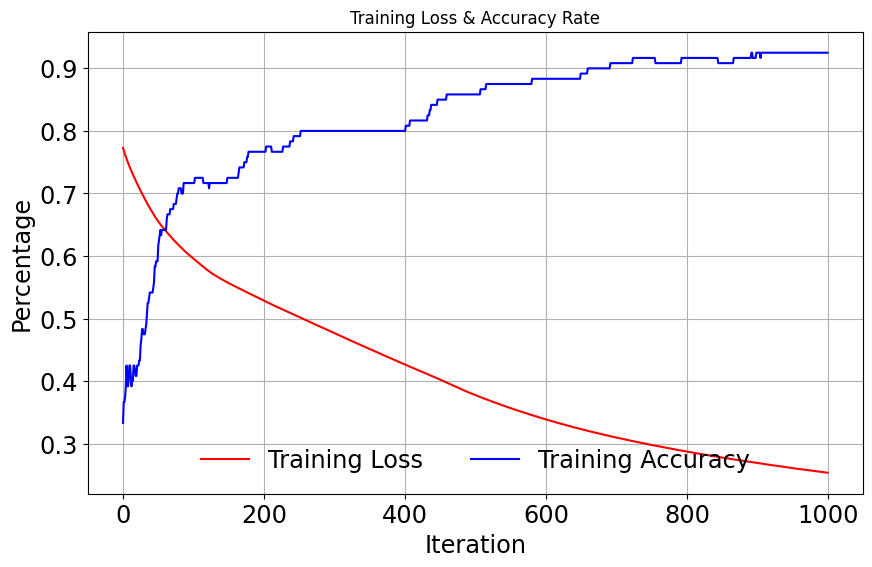 Training Loss & Accuracy Rate
Percentage
0.9
0.8
0.7
0.6
0.5
0.4
0.3
Training Loss
Training Accuracy
0 200 400 600 800 1000
Iteration